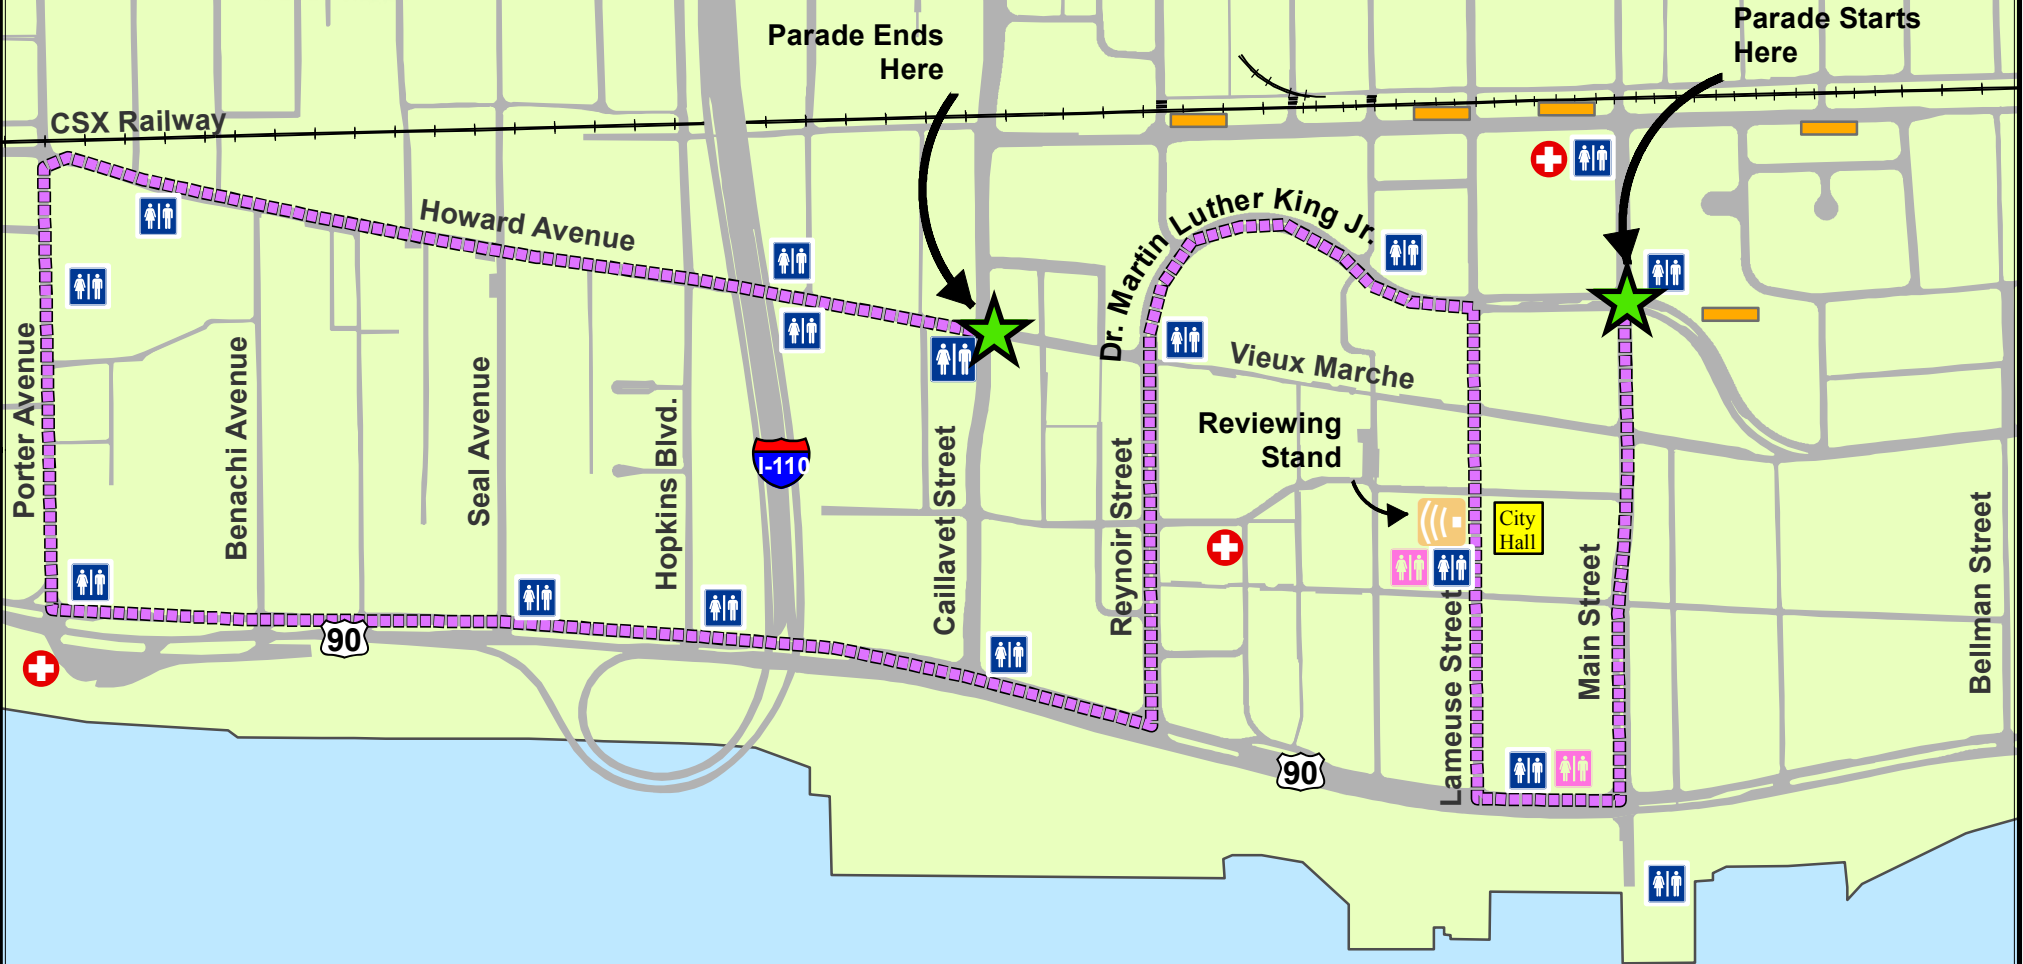 Parade Starts
Here
Parade Ends
Here
CSX Railway
Howard Avenue
Dr. Martin Luther King Jr.
Vieux Marche
Reviewing
Stand
Porter Avenue
Benachi Avenue
Seal Avenue
Hopkins Blvd.
I-110
Caillavet Street
Reynoir Street
City
Hall
Lameuse Street
Main Street
Bellman Street
90
90